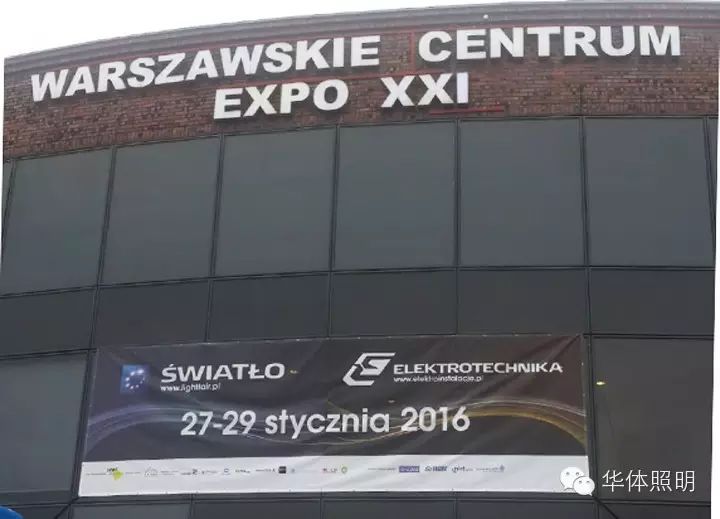 WARSZAWSKIE CENTRUM
EXPO XXI
ŚWIATŁO
www.lightfair.pl
ELEKTROTECHNIKA
www.elektroinstalacje.pl
27-29 stycznia 2016
华体照明